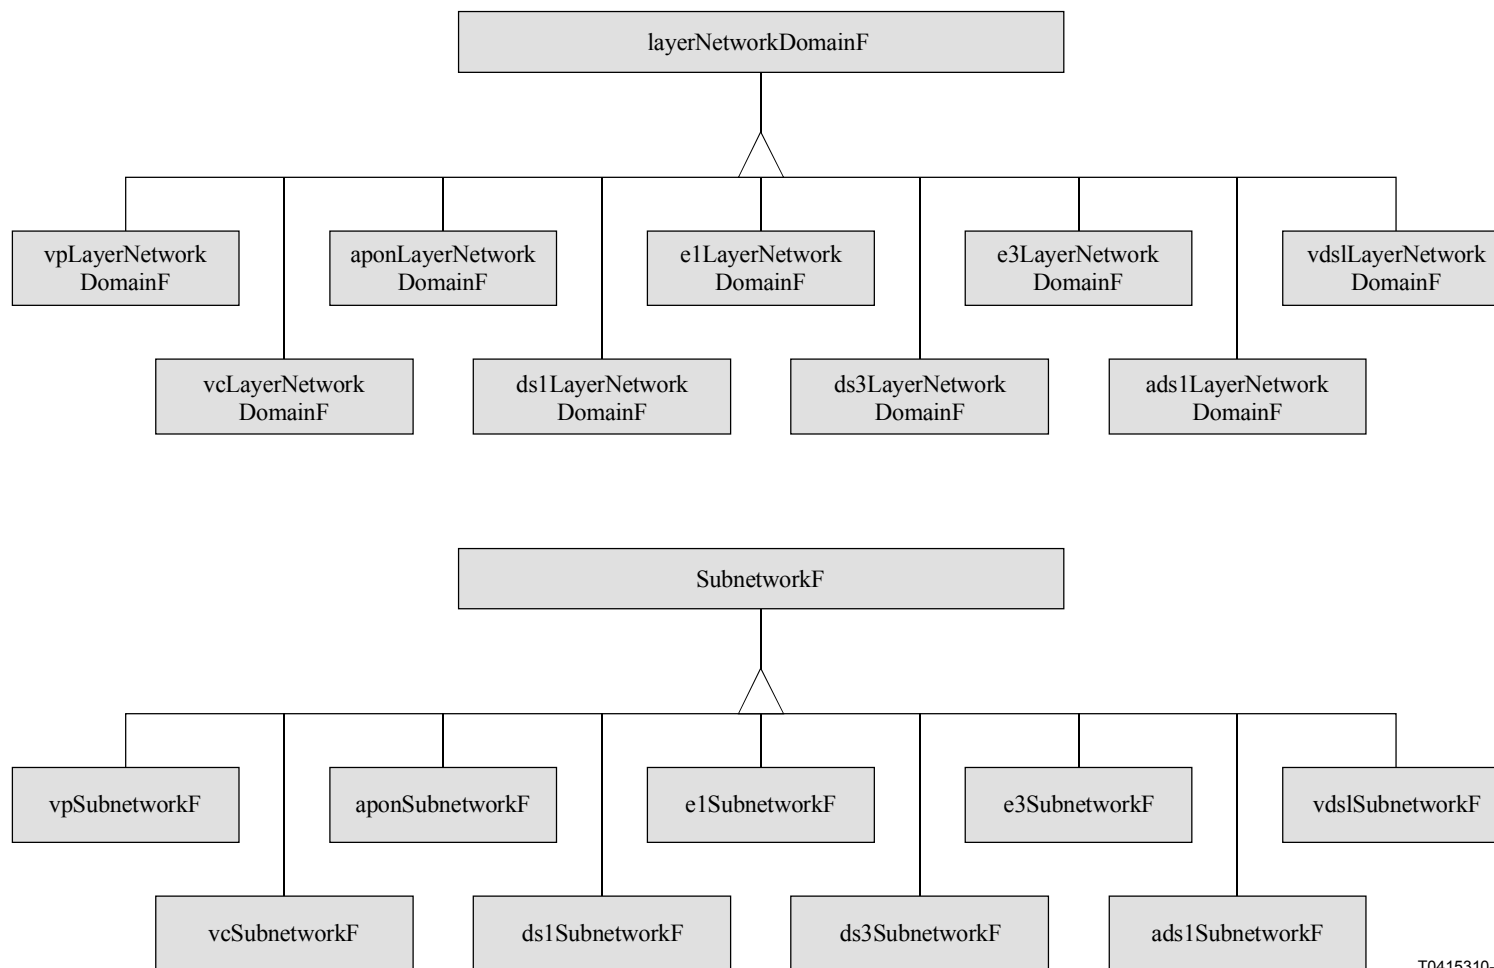 layerNetworkDomainF
vpLayerNetwork
DomainF
aponLayerNetwork
DomainF
e1LayerNetwork
DomainF
e3LayerNetwork
DomainF
vdslLayerNetwork
DomainF
vcLayerNetwork
DomainF
ds1LayerNetwork
DomainF
ds3LayerNetwork
DomainF
ads1LayerNetwork
DomainF
SubnetworkF
vpSubnetworkF
aponSubnetworkF
e1SubnetworkF
e3SubnetworkF
vdslSubnetworkF
vcSubnetworkF
ds1SubnetworkF
ds3SubnetworkF
ads1SubnetworkF
T0415310-